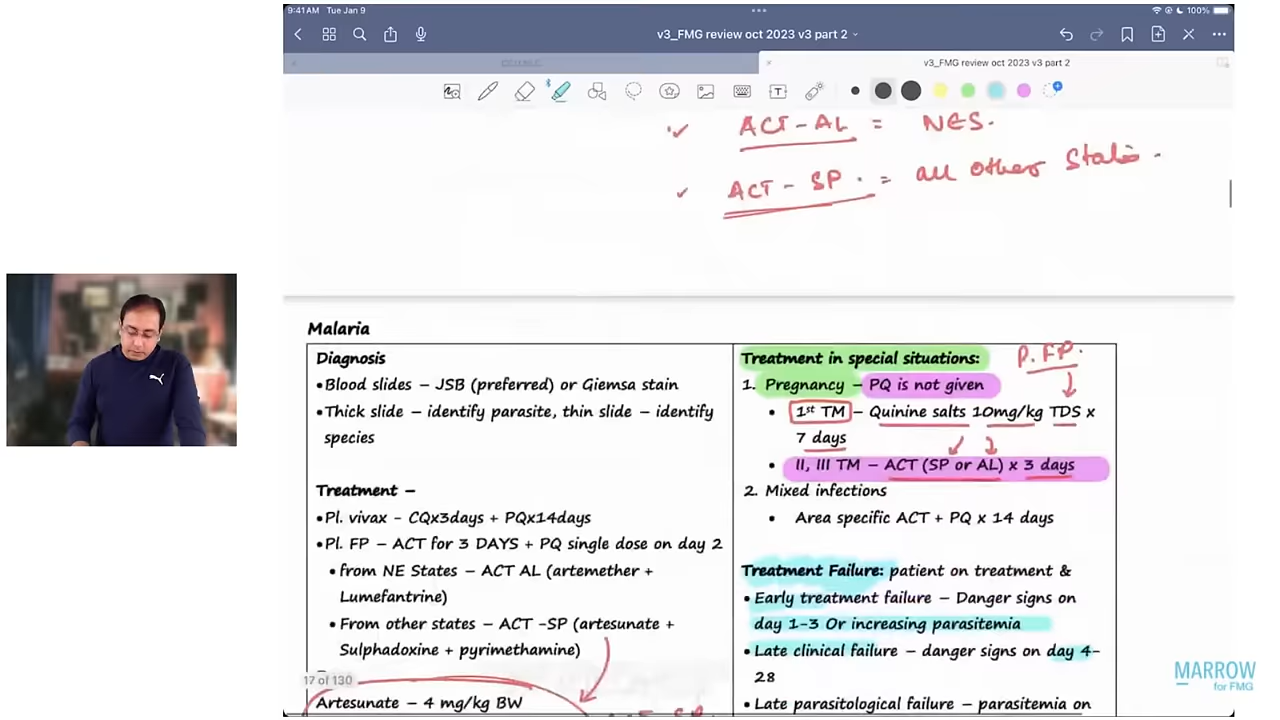 9:41 AM Tue Jan 9
100%
v3_FMG review oct 2023 v3 part 2
v3_FMG review oct 2023 v3 part 2
ACT-AL = NES.
ACT - SP. = all other States.
Malaria
Diagnosis
•Blood slides – JSB (preferred) or Giemsa stain
•Thick slide – identify parasite, thin slide – identify
species
Treatment –
•Pl. vivax - CQx3days + PQx14days
•Pl. FP – ACT for 3 DAYS + PQ single dose on day 2
• from NE States – ACT AL (artemether +
Lumefantrine)
• From other states – ACT -SP (artesunate +
Sulphadoxine + pyrimethamine)
17 of 130
Artesunate – 4 mg/kg BW
Treatment in special situations:
P. FP.
1. Pregnancy – PQ is not given
• 1st TM – Quinine salts 10mg/kg TDS x
7 days
• II, III TM – ACT (SP or AL) x 3 days
2. Mixed infections
• Area specific ACT + PQ x 14 days
Treatment Failure: patient on treatment &
• Early treatment failure – Danger signs on
day 1-3 Or increasing parasitemia
• Late clinical failure – danger signs on day 4-
28
• Late parasitological failure – parasitemia on
MARROW
for FMG